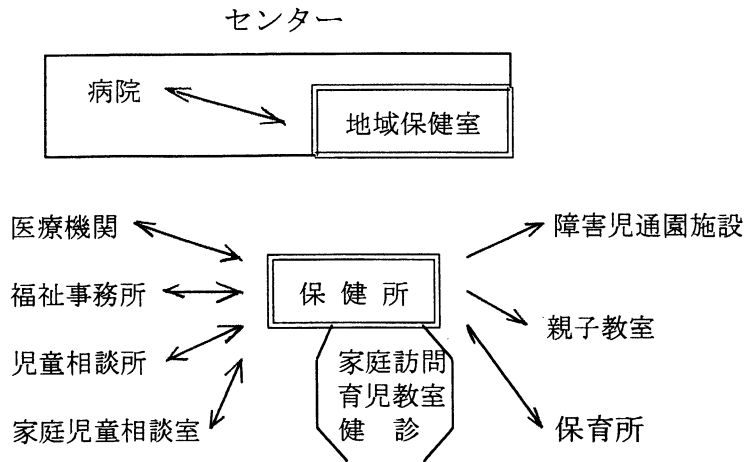 センター
病院
地域保健室
医療機関
障害児通園施設
福祉事務所
保健所
親子教室
児童相談所
家庭訪問
育児教室
健診
家庭児童相談室
保育所